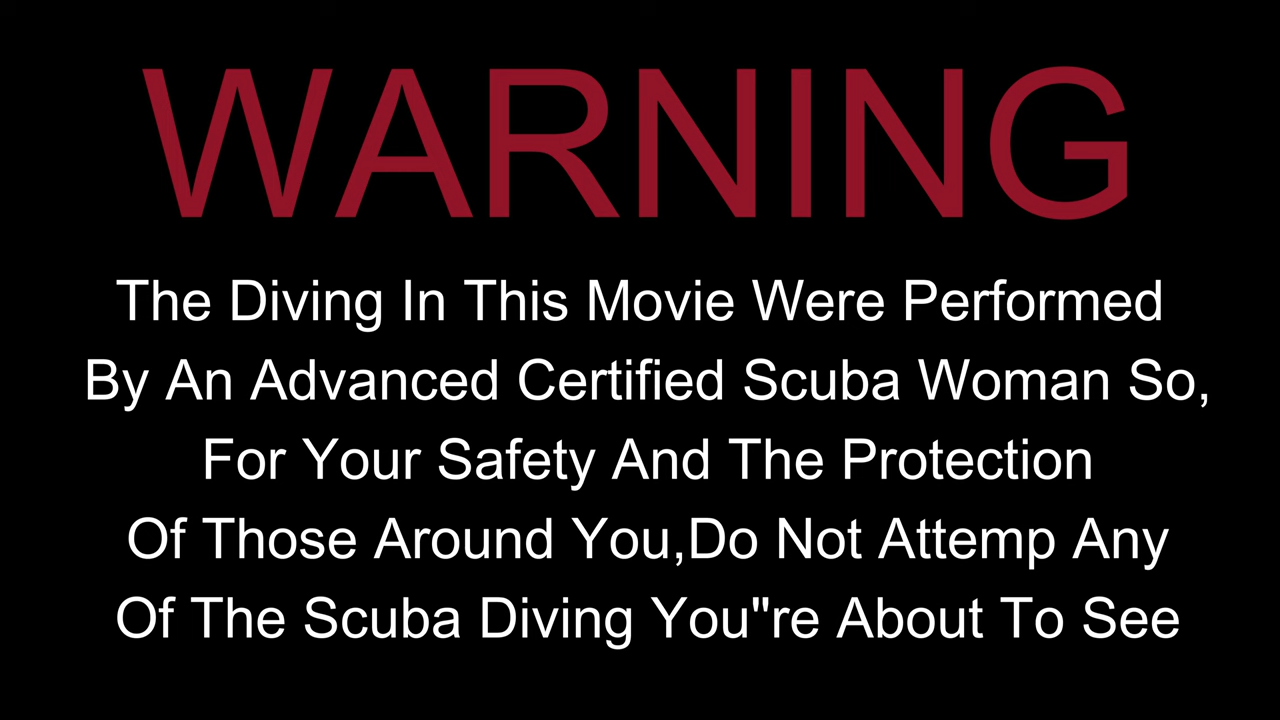 WARNING
The Diving In This Movie Were Performed
By An Advanced Certified Scuba Woman So,
For Your Safety And The Protection
Of Those Around You,Do Not Attemp Any
Of The Scuba Diving You"re About To See